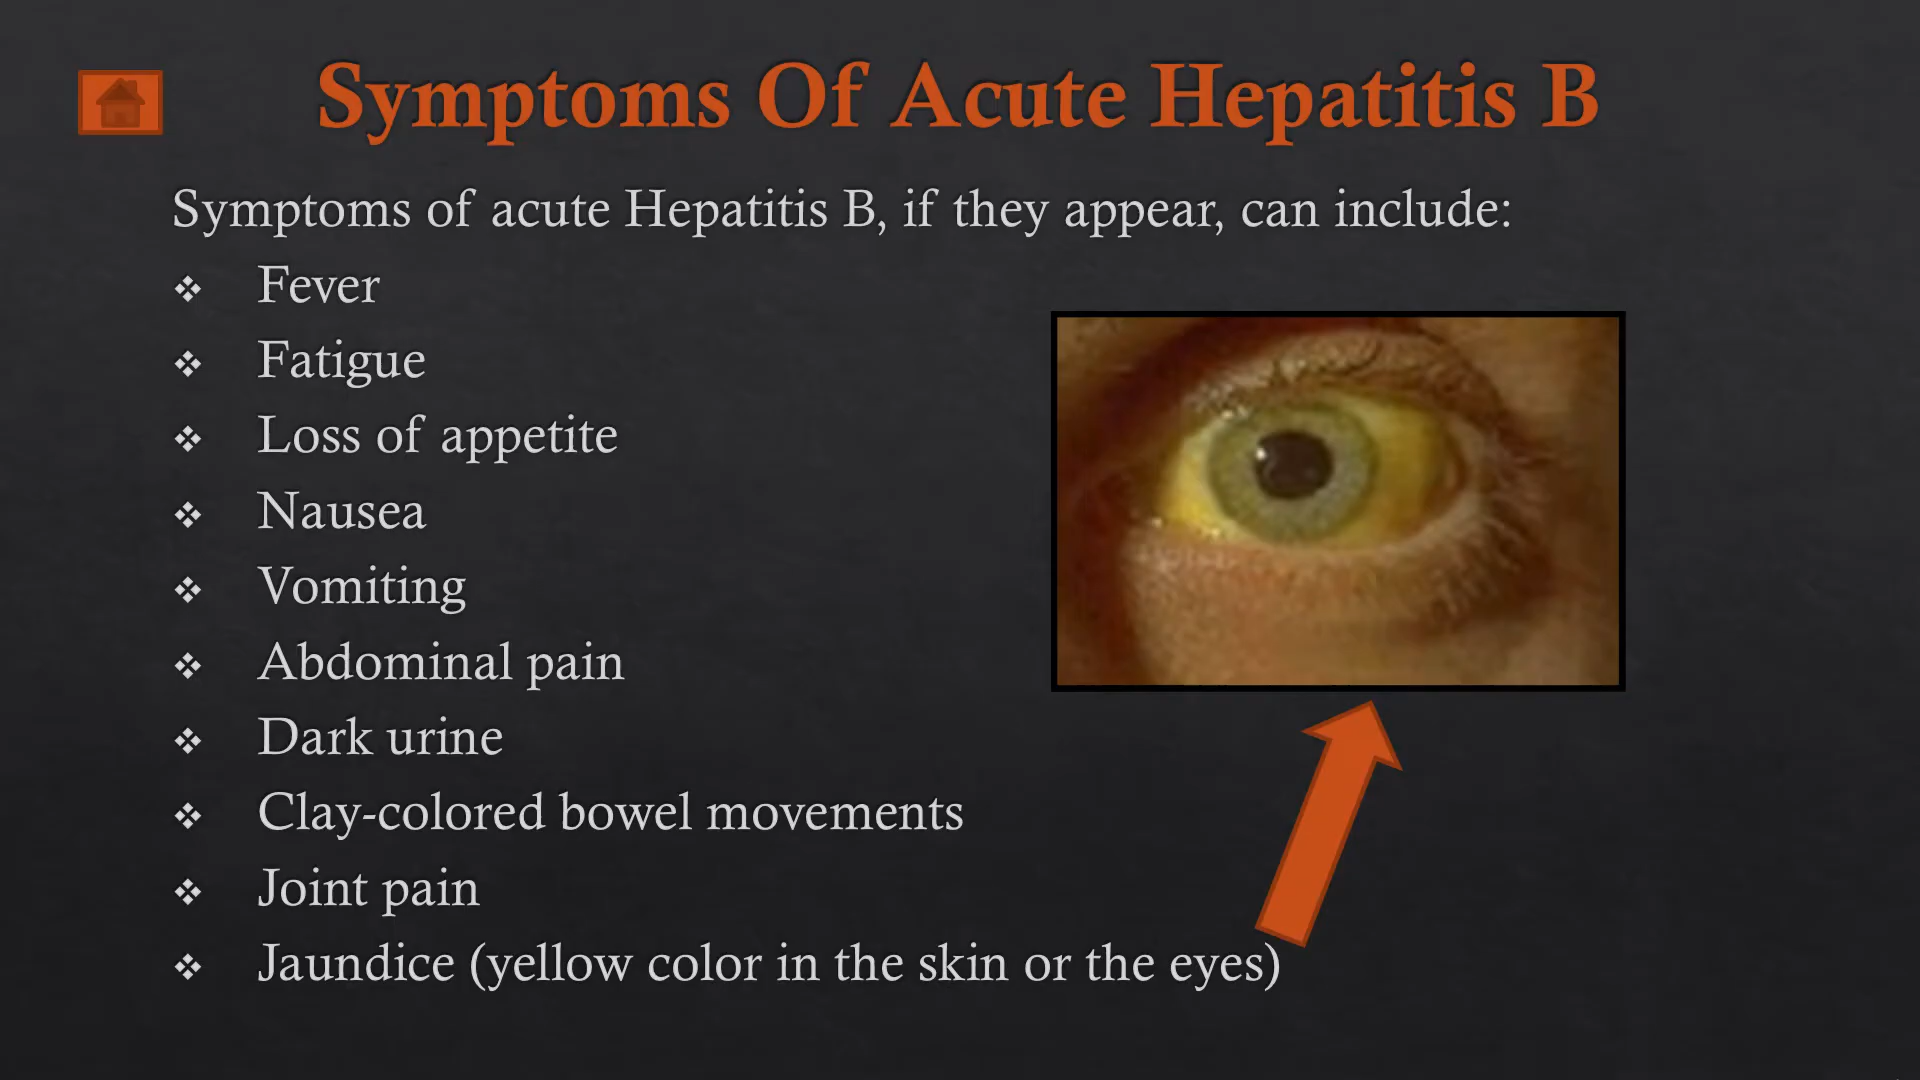 Symptoms Of Acute Hepatitis B
Symptoms of acute Hepatitis B, if they appear, can include:
❖ Fever
❖ Fatigue
❖ Loss of appetite
❖ Nausea
❖ Vomiting
❖ Abdominal pain
❖ Dark urine
❖ Clay-colored bowel movements
❖ Joint pain
❖ Jaundice (yellow color in the skin or the eyes)